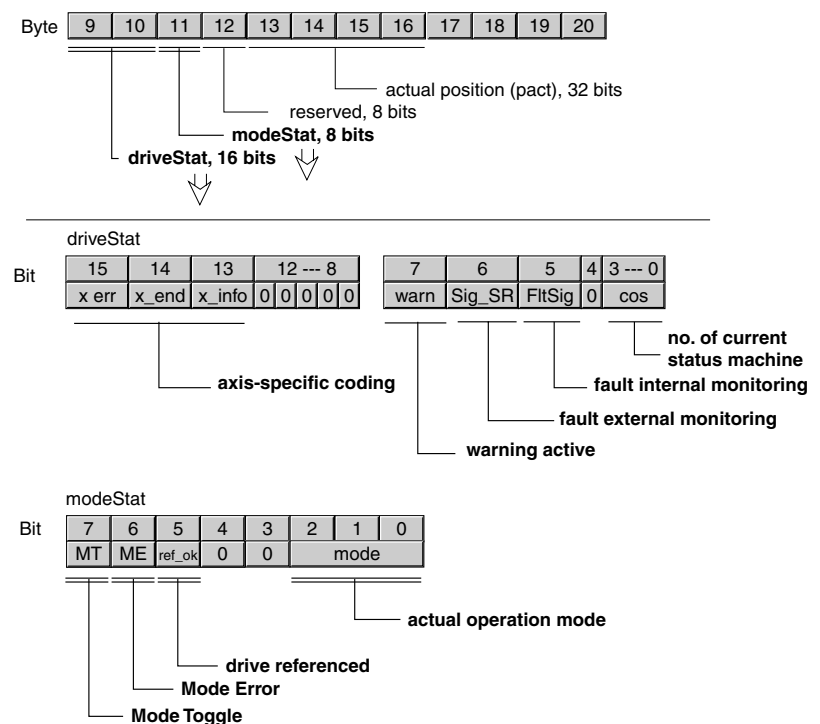 Byte 9 10 11 12 13 14 15 16 17 18 19 20
actual position (pact), 32 bits
reserved, 8 bits
modeStat, 8 bits
driveStat, 16 bits
driveStat
Bit 15 14 13 12 --- 8 7 6 5 4 3 --- 0
x err x_end x_info 0 0 0 0 0 warn Sig_SR FltSig 0 cos
no. of current
status machine
axis-specific coding
fault internal monitoring
fault external monitoring
warning active
modeStat
Bit 7 6 5 4 3 2 1 0
MT ME ref_ok 0 0 mode
actual operation mode
drive referenced
Mode Error
Mode Toggle